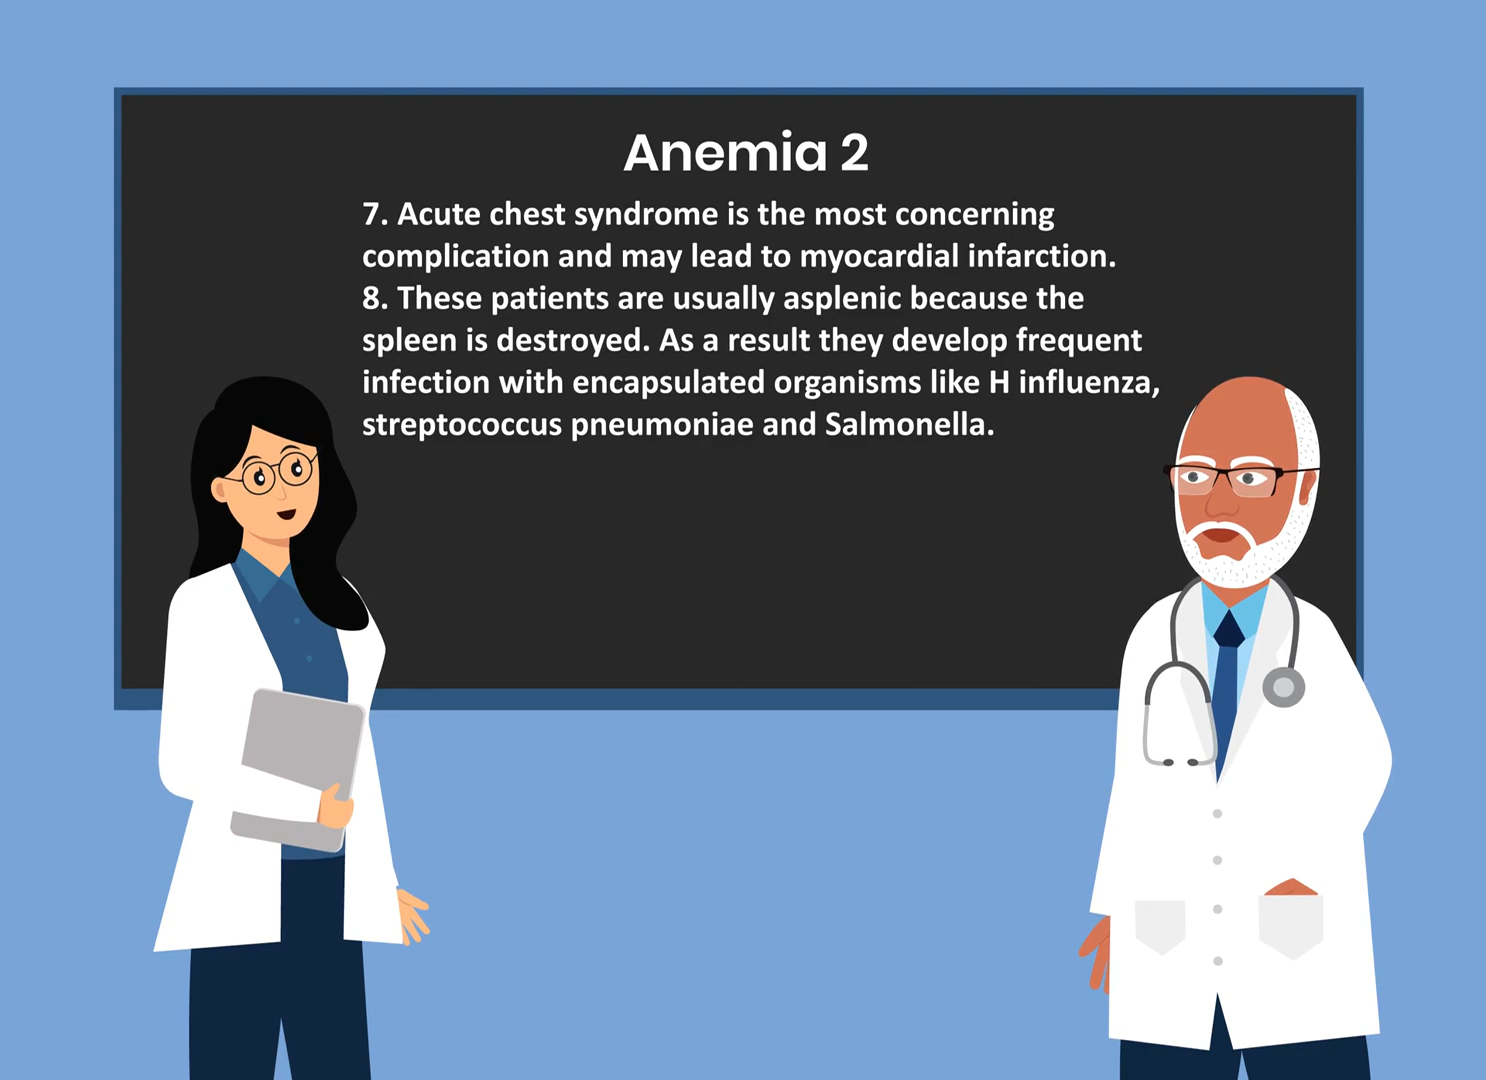 Anemia 2
7. Acute chest syndrome is the most concerning
complication and may lead to myocardial infarction.
8. These patients are usually asplenic because the
spleen is destroyed. As a result they develop frequent
infection with encapsulated organisms like H influenza,
streptococcus pneumoniae and Salmonella.